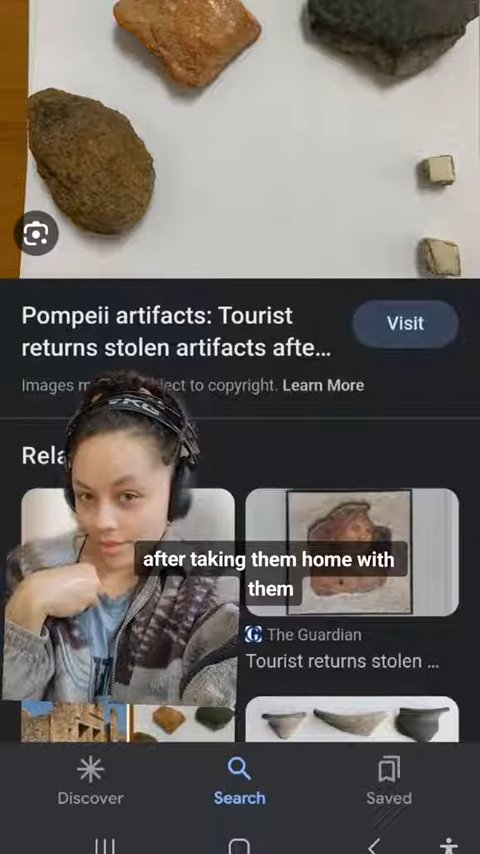 Pompeii artifacts: Tourist
returns stolen artifacts afte...
Visit
Images ject to copyright. Learn More
Rela
after taking them home with
them
The Guardian
Tourist returns stolen ...
Discover
Search
Saved